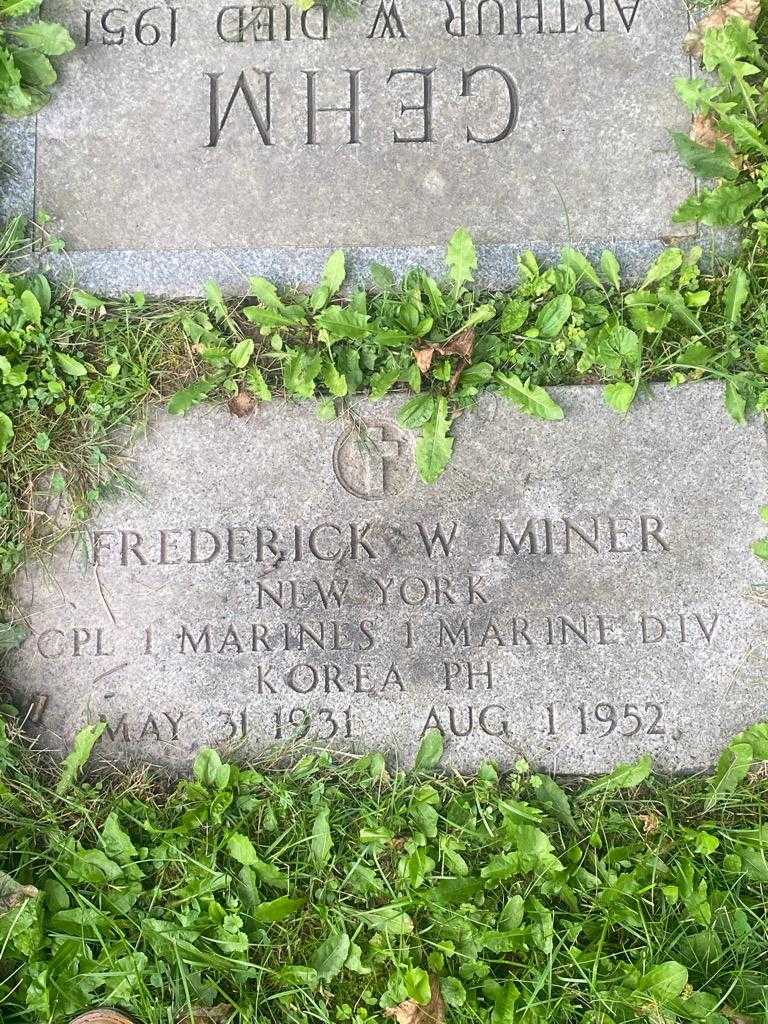 GEHM
ARTHUR W DIED 1951
FREDERICK W MINER
NEW YORK
CPL 1 MARINES 1 MARINE DIV
KOREA PH
MAY 31 1931 AUG 1 1952